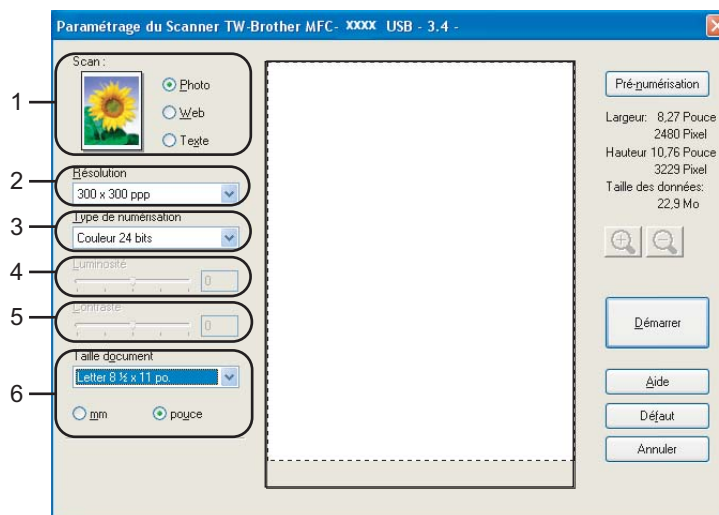 Paramétrage du Scanner TW-Brother MFC- XXXX USB - 3.4 -
1
Scan :
Photo
Web
Texte
2
Résolution
300 x 300 ppp
3
Type de numérisation
Couleur 24 bits
4
Luminosité
0
5
Contraste
0
6
Taille document
Letter 8 ½ x 11 po.
mm
pouce
Pré-numérisation
Largeur: 8,27 Pouce
2480 Pixel
Hauteur 10,76 Pouce
3229 Pixel
Taille des données:
22,9 Mo
Démarrer
Aide
Défaut
Annuler